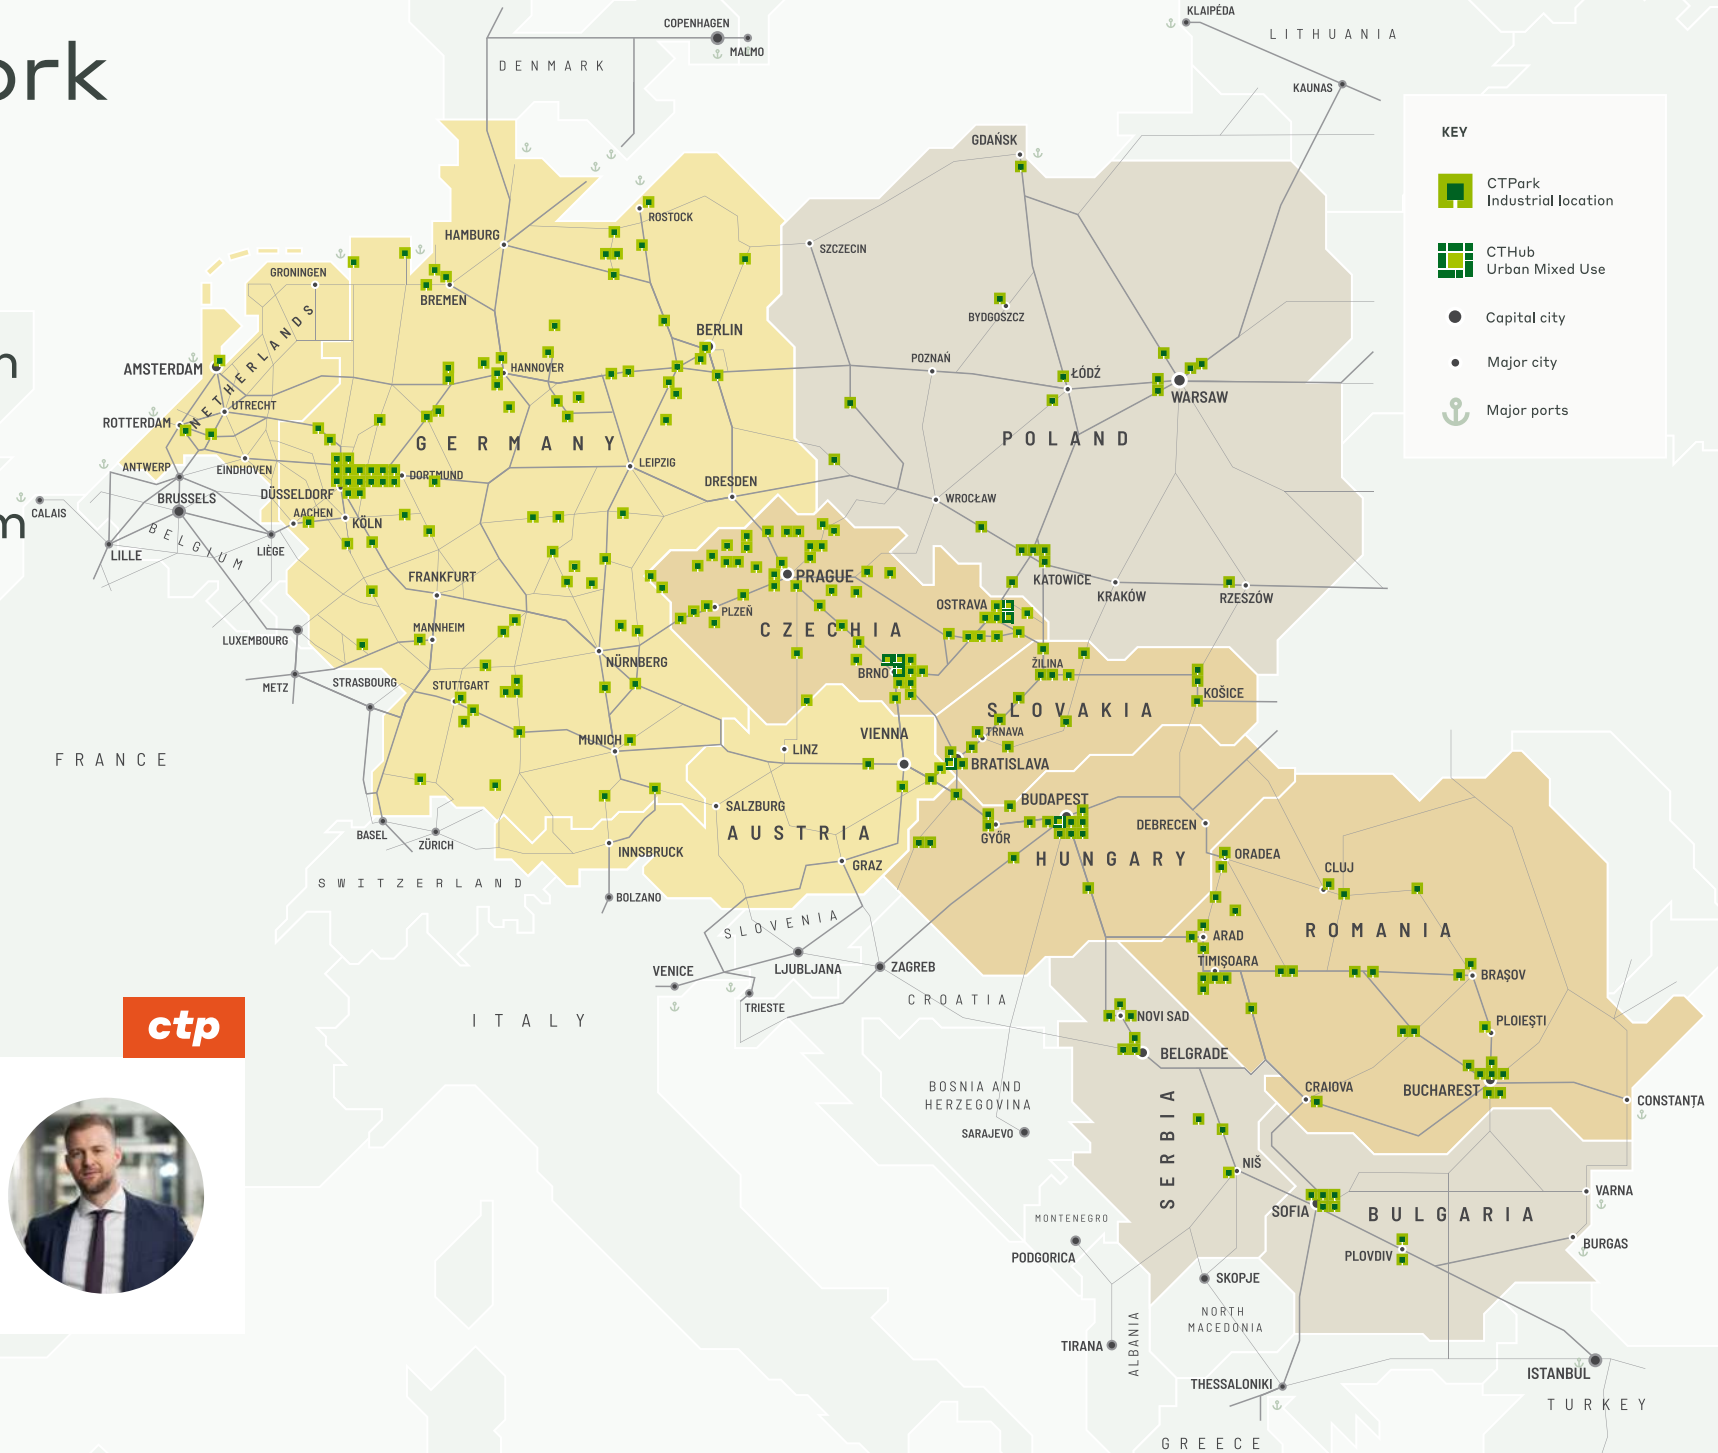 ork
n
m
ctp
KEY
CTPark
Industrial location
CTHub
Urban Mixed Use
Capital city
Major city
Major ports
COPENHAGEN
MALMO
DENMARK
KLAIPĖDA
LITHUANIA
KAUNAS
GDAŃSK
ROSTOCK
HAMBURG
SZCZECIN
GRONINGEN
BREMEN
BYDGOSZCZ
BERLIN
NETHERLANDS
AMSTERDAM
HANNOVER
POZNAŃ
ŁÓDŹ
WARSAW
UTRECHT
ROTTERDAM
GERMANY
POLAND
ANTWERP
EINDHOVEN
DORTMUND
LEIPZIG
DRESDEN
BRUSSELS
DÜSSELDORF
WROCŁAW
CALAIS
AACHEN
KÖLN
BELGIUM
LILLE
LIÈGE
FRANKFURT
PRAGUE
KATOWICE
KRAKÓW
RZESZÓW
PLZEŇ
OSTRAVA
LUXEMBOURG
MANNHEIM
CZECHIA
NÜRNBERG
ŽILINA
BRNO
METZ
STRASBOURG
STUTTGART
KOŠICE
SLOVAKIA
TRNAVA
VIENNA
MUNICH
LINZ
FRANCE
BRATISLAVA
SALZBURG
BUDAPEST
BASEL
ZÜRICH
AUSTRIA
GYÖR
DEBRECEN
INNSBRUCK
HUNGARY
ORADEA
GRAZ
CLUJ
SWITZERLAND
BOLZANO
SLOVENIA
ROMANIA
ARAD
LJUBLJANA
ZAGREB
TIMIŞOARA
VENICE
BRAŞOV
TRIESTE
CROATIA
NOVI SAD
PLOIEŞTI
ITALY
BELGRADE
BOSNIA AND
HERZEGOVINA
CRAIOVA
BUCHAREST
CONSTANȚA
SARAJEVO
SERBIA
NIŠ
VARNA
SOFIA
BULGARIA
MONTENEGRO
PODGORICA
PLOVDIV
BURGAS
SKOPJE
NORTH
MACEDONIA
TIRANA
ALBANIA
THESSALONIKI
ISTANBUL
TURKEY
GREECE